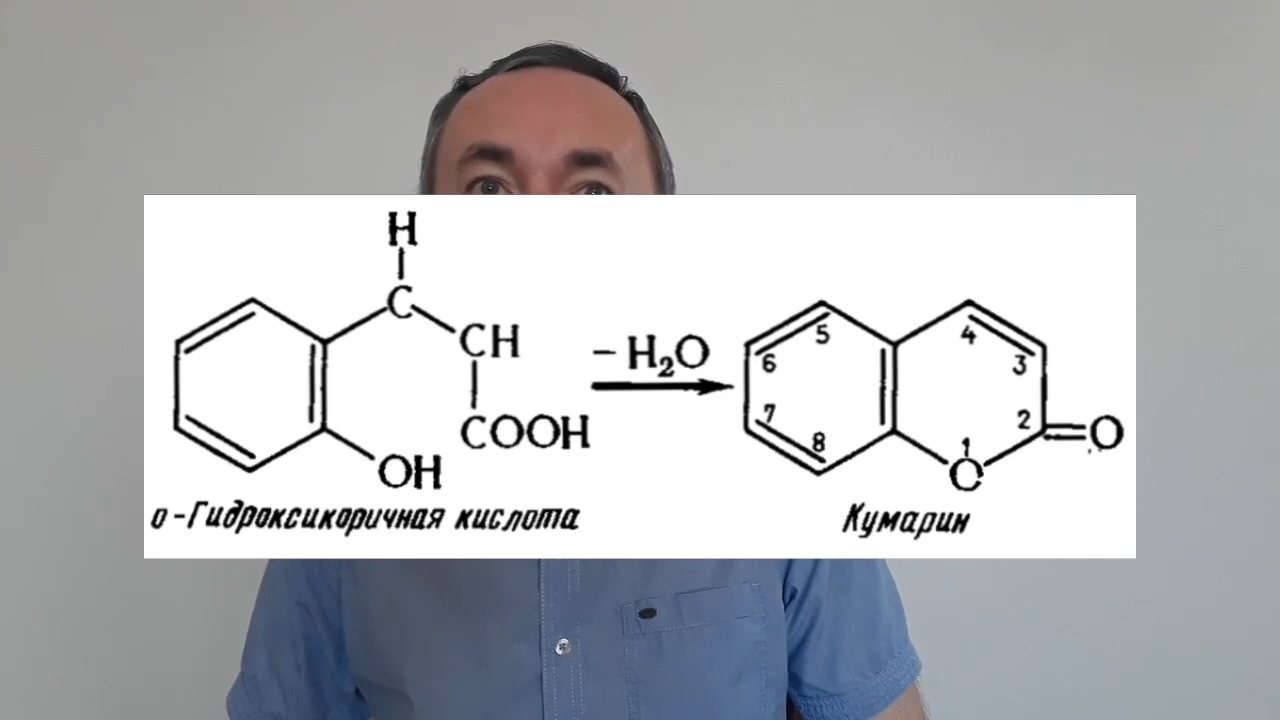 H
C
CH
COOH
OH
о-Гидроксикоричная кислота
− H₂O
5
4
6
3
7
2
8
1
O
=O
Кумарин